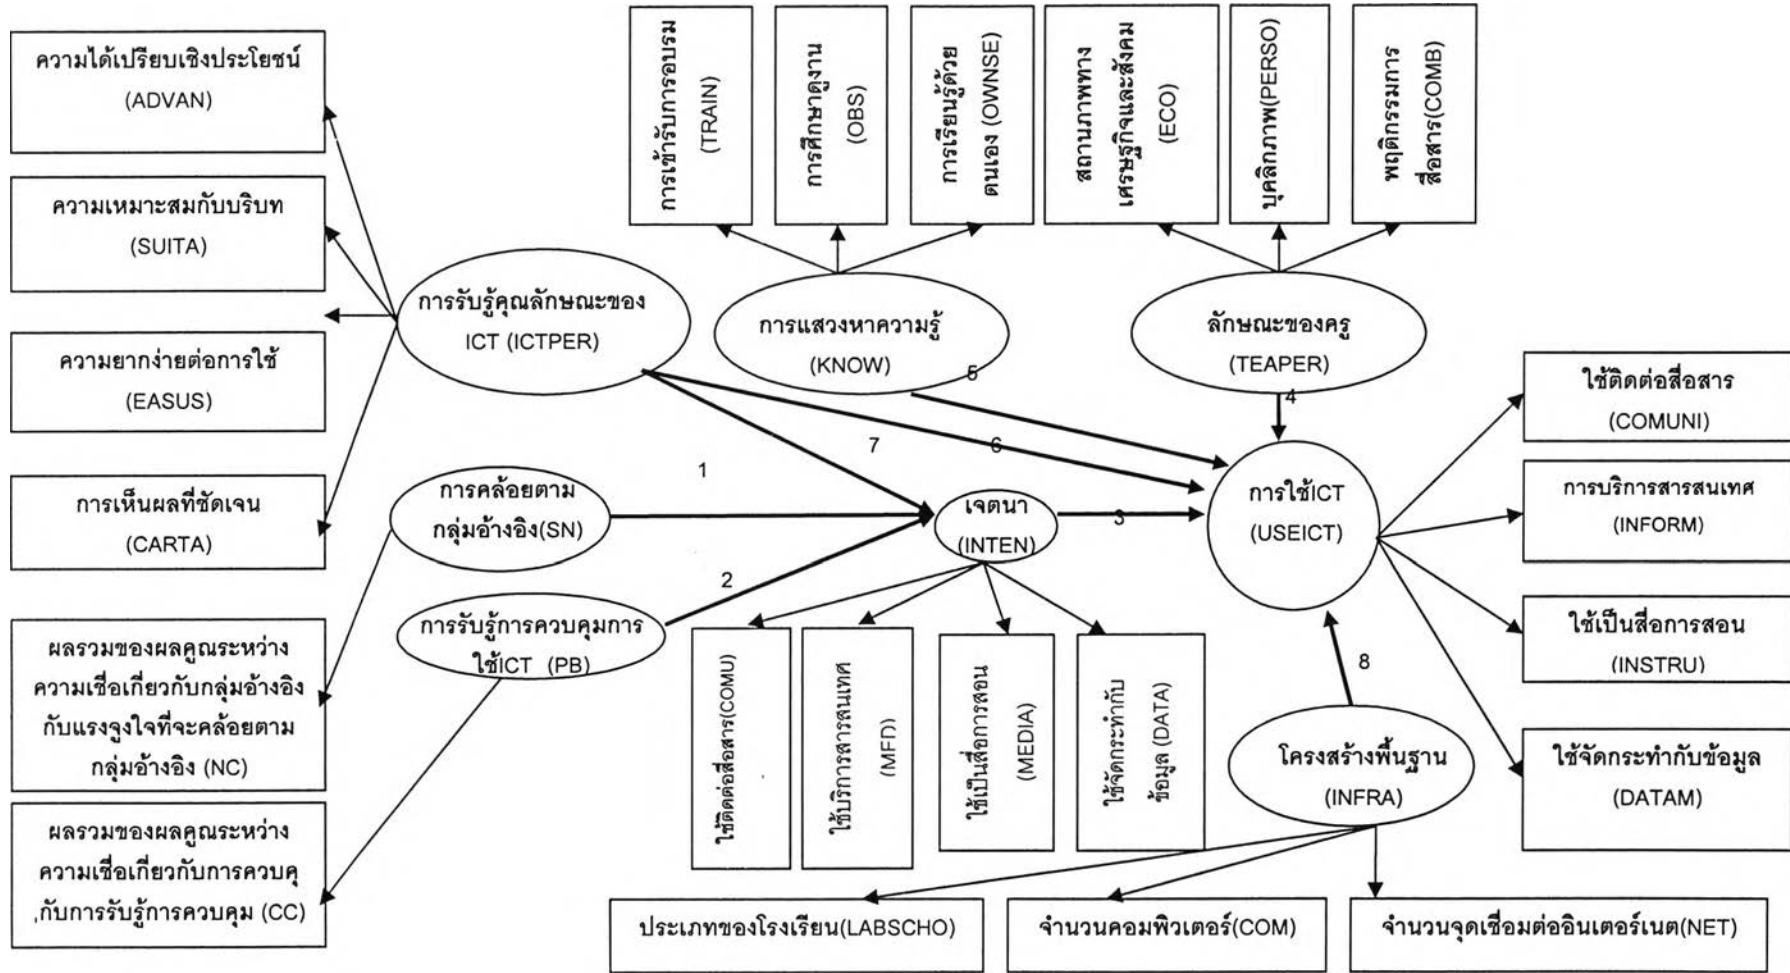 ความได้เปรียบเชิงประโยชน์
(ADVAN)
ความเหมาะสมกับบริบท
(SUITA)
ความยากง่ายต่อการใช้
(EASUS)
การเห็นผลที่ชัดเจน
(CARTA)
ผลรวมของผลคูณระหว่าง
ความเชื่อเกี่ยวกับกลุ่มอ้างอิง
กับแรงจูงใจที่จะคล้อยตาม
กลุ่มอ้างอิง (NC)
ผลรวมของผลคูณระหว่าง
ความเชื่อเกี่ยวกับการควบคุ
กับการรับรู้การควบคุม (CC)
การเข้ารับการอบรม
(TRAIN)
การศึกษาดูงาน
(OBS)
การเรียนรู้ด้วย
ตนเอง (OWNSE)
สถานภาพทาง
เศรษฐกิจและสังคม
(ECO)
บุคลิกภาพ(PERSO)
พฤติกรรมการ
สื่อสาร(COMB)
การรับรู้คุณลักษณะของ
ICT (ICTPER)
การแสวงหาความรู้
(KNOW)
ลักษณะของครู
(TEAPER)
5
4
7
6
1
3
2
8
การคล้อยตาม
กลุ่มอ้างอิง(SN)
การรับรู้การควบคุมการ
ใช้ICT (PB)
เจตนา
(INTEN)
การใช้ICT
(USEICT)
ใช้ติดต่อสื่อสาร
(COMUNI)
การบริการสารสนเทศ
(INFORM)
ใช้เป็นสื่อการสอน
(INSTRU)
ใช้จัดกระทำกับข้อมูล
(DATAM)
ใช้ติดต่อสื่อสาร(COMU)
ใช้บริการสารสนเทศ
(MFD)
ใช้เป็นสื่อการสอน
(MEDIA)
ใช้จัดกระทำกับ
ข้อมูล (DATA)
โครงสร้างพื้นฐาน
(INFRA)
ประเภทของโรงเรียน(LABSCHO)
จำนวนคอมพิวเตอร์(COM)
จำนวนจุดเชื่อมต่ออินเตอร์เนต(NET)